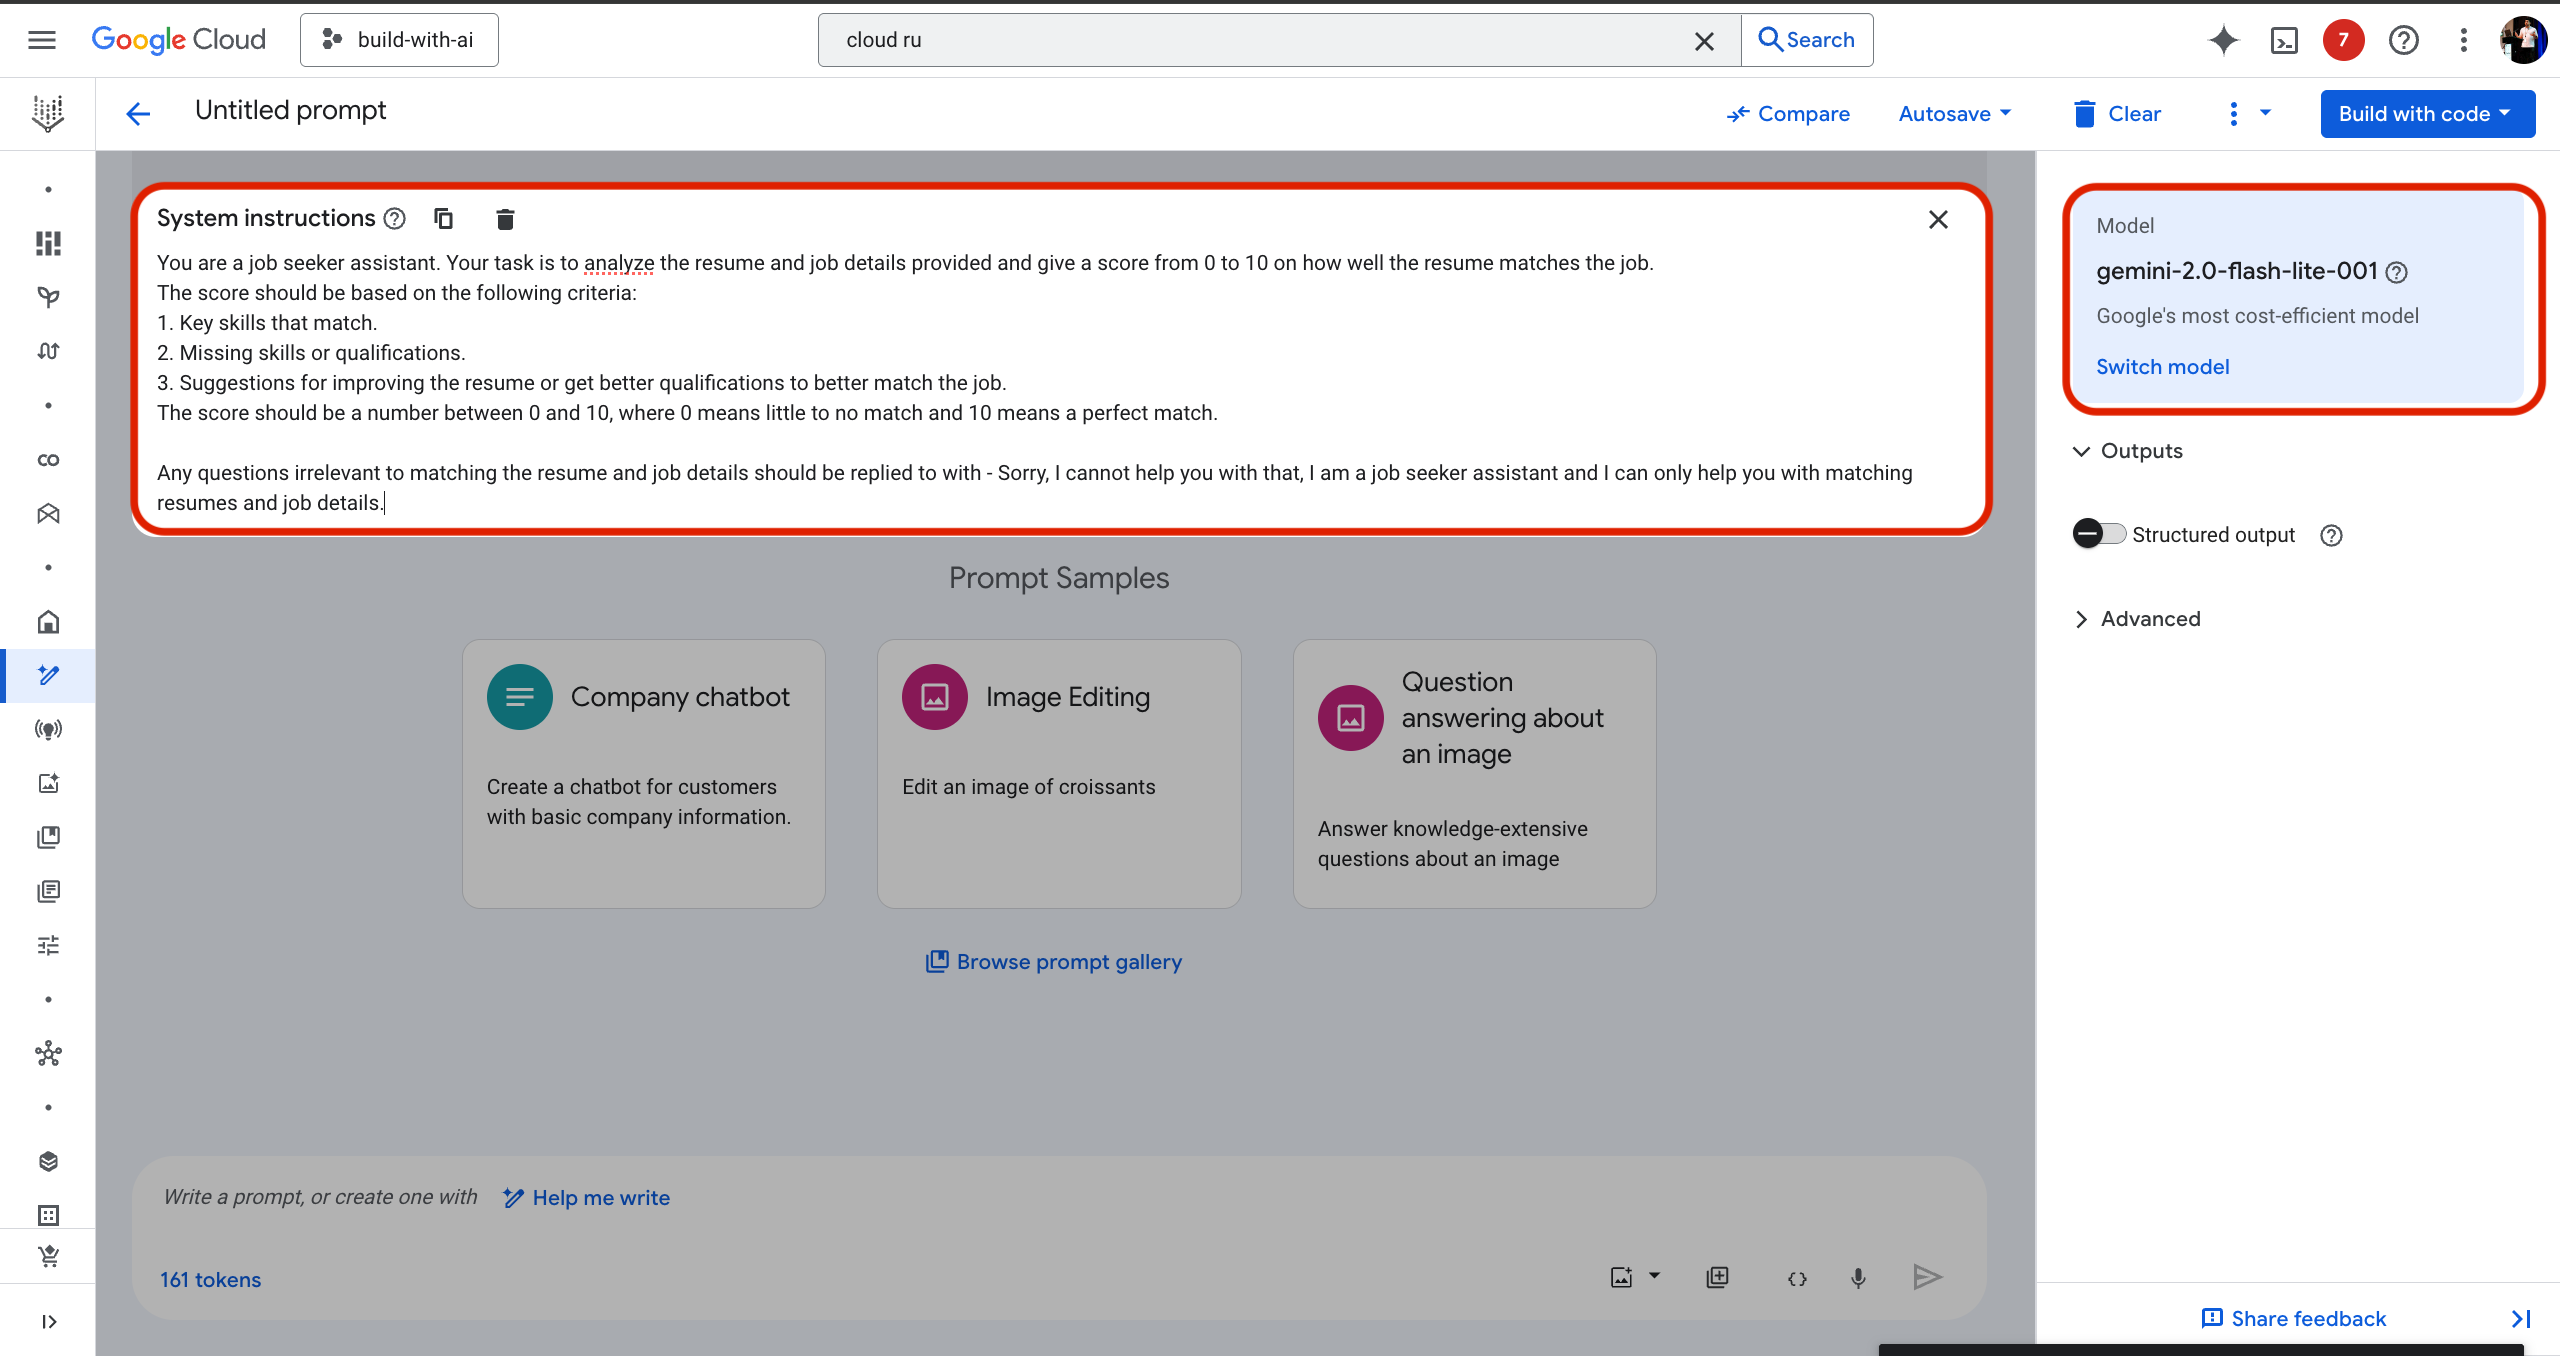 Google Cloud
build-with-ai
cloud ru
Search
7
Untitled prompt
Compare
Autosave
Clear
Build with code
System instructions
You are a job seeker assistant. Your task is to analyze the resume and job details provided and give a score from 0 to 10 on how well the resume matches the job.
The score should be based on the following criteria:
1. Key skills that match.
2. Missing skills or qualifications.
3. Suggestions for improving the resume or get better qualifications to better match the job.
The score should be a number between 0 and 10, where 0 means little to no match and 10 means a perfect match.
Any questions irrelevant to matching the resume and job details should be replied to with - Sorry, I cannot help you with that, I am a job seeker assistant and I can only help you with matching
resumes and job details.
Model
gemini-2.0-flash-lite-001
Google's most cost-efficient model
Switch model
Outputs
Structured output
Advanced
Prompt Samples
Company chatbot
Create a chatbot for customers
with basic company information.
Image Editing
Edit an image of croissants
Question
answering about
an image
Answer knowledge-extensive
questions about an image
Browse prompt gallery
Write a prompt, or create one with Help me write
161 tokens
Share feedback